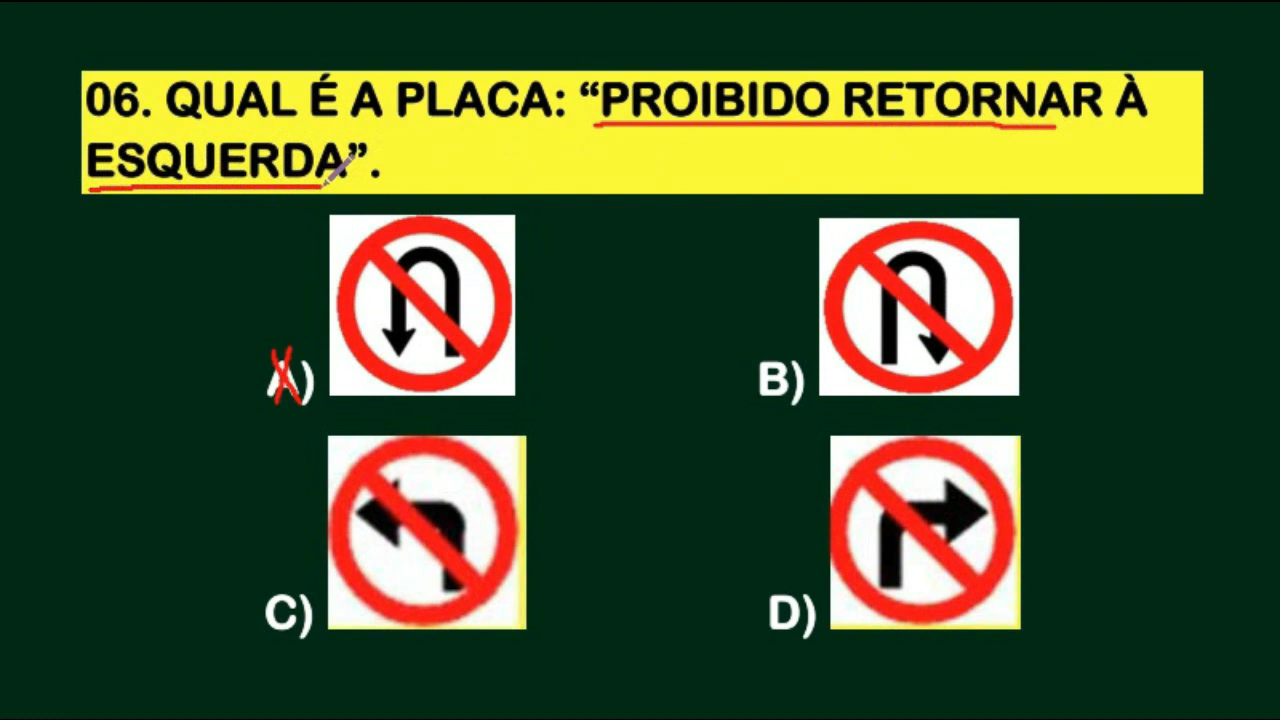 06. QUAL É A PLACA: “PROIBIDO RETORNAR À
ESQUERDA”.
A)
B)
C)
D)